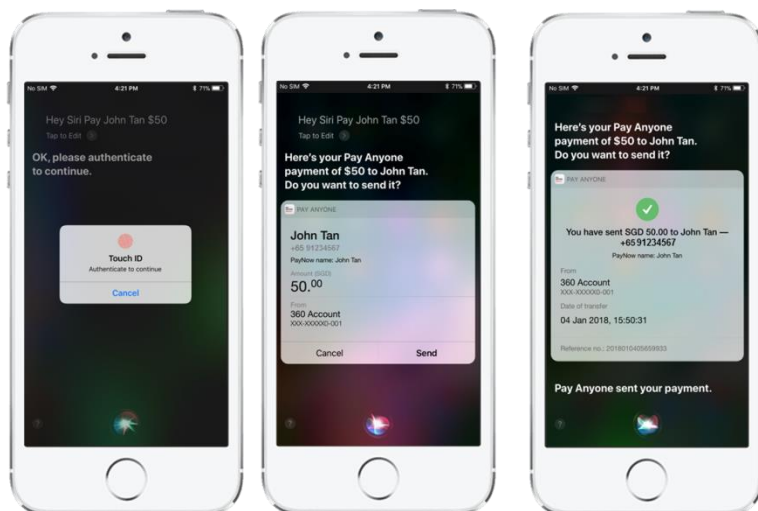 No SIM 4:21 PM 71%
Hey Siri Pay John Tan $50
Tap to Edit
OK, please authenticate
to continue.
Touch ID
Authenticate to continue
Cancel
?
No SIM 4:21 PM 71%
Hey Siri Pay John Tan $50
Tap to Edit
Here's your Pay Anyone
payment of $50 to John Tan.
Do you want to send it?
PAY ANYONE
John Tan
+65 91234567
PayNow name: John Tan
Amount (SGD)
50.00
From
360 Account
XXX-XXXXX0-001
Cancel Send
?
No SIM 4:21 PM 71%
Here's your Pay Anyone
payment of $50 to John Tan.
Do you want to send it?
PAY ANYONE
You have sent SGD 50.00 to John Tan —
+65 91234567
PayNow name: John Tan
From
360 Account
XXX-XXXXX0-001
Date of transfer
04 Jan 2018, 15:50:31
Reference no.: 2018010405659933
Pay Anyone sent your payment.
?